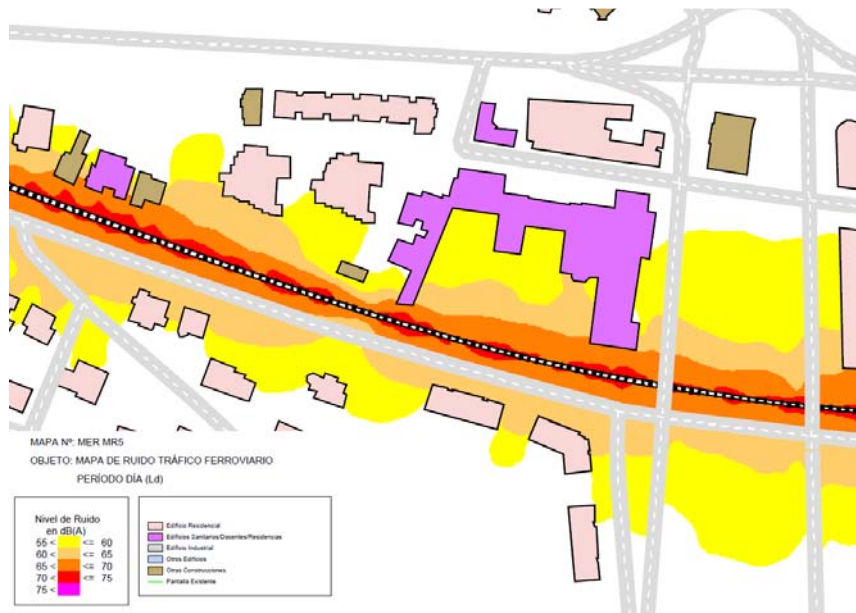 MAPA Nº: MER MR5
OBJETO: MAPA DE RUIDO TRÁFICO FERROVIARIO
PERÍODO DÍA (Ld)
Nivel de Ruido
en dB(A)
55 < <= 60
60 < <= 65
65 < <= 70
70 < <= 75
75 <
Edificio Residencial
Edificios Sanitarios/Docentes/Residencias
Edificio Industrial
Otros Edificios
Otras Construcciones
Pantalla Existente